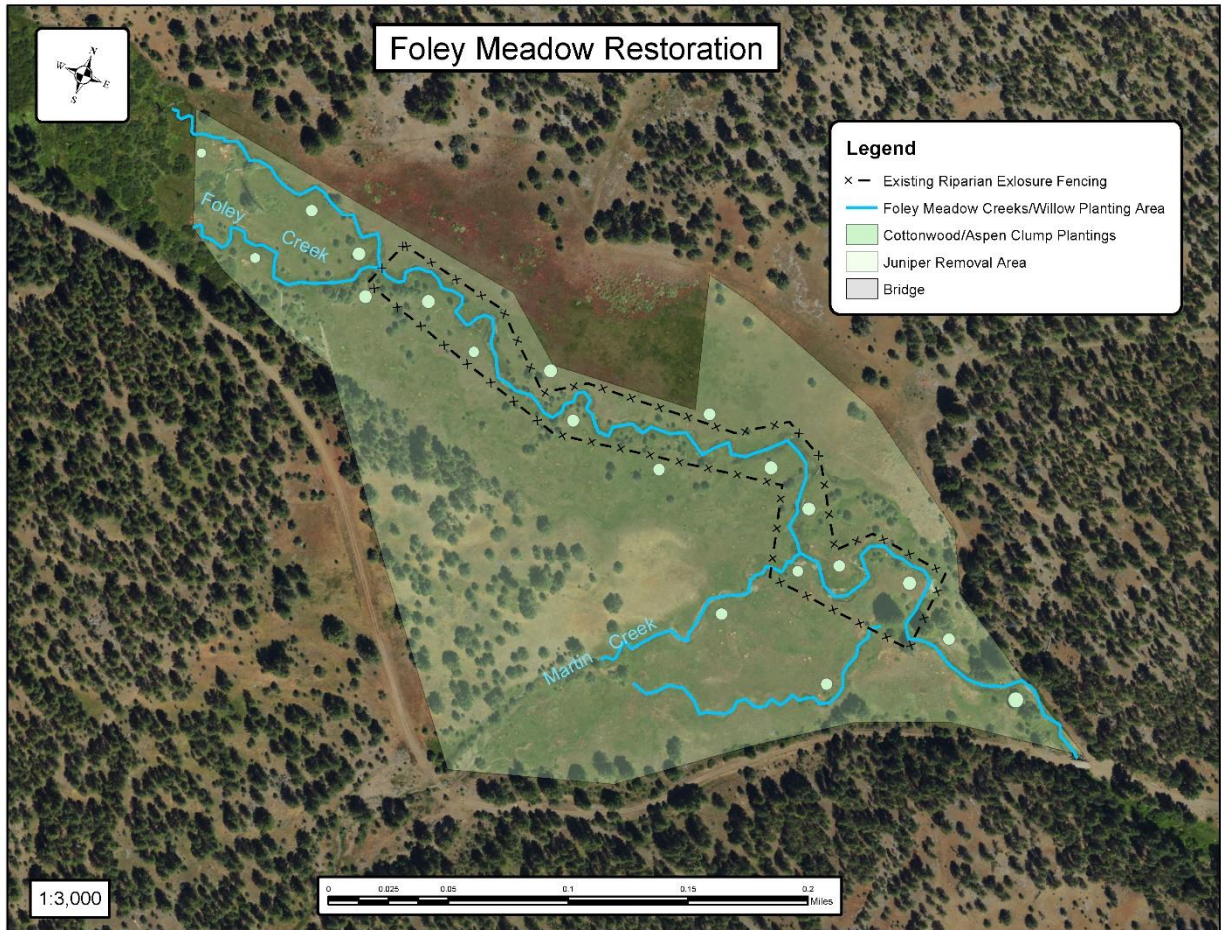 Foley Meadow Restoration
N
W
E
S
Legend
Existing Riparian Exlosure Fencing
Foley Meadow Creeks/Willow Planting Area
Cottonwood/Aspen Clump Plantings
Juniper Removal Area
Bridge
Foley
Creek
Martin Creek
1:3,000
0 0.025 0.05 0.1 0.15 0.2
Miles